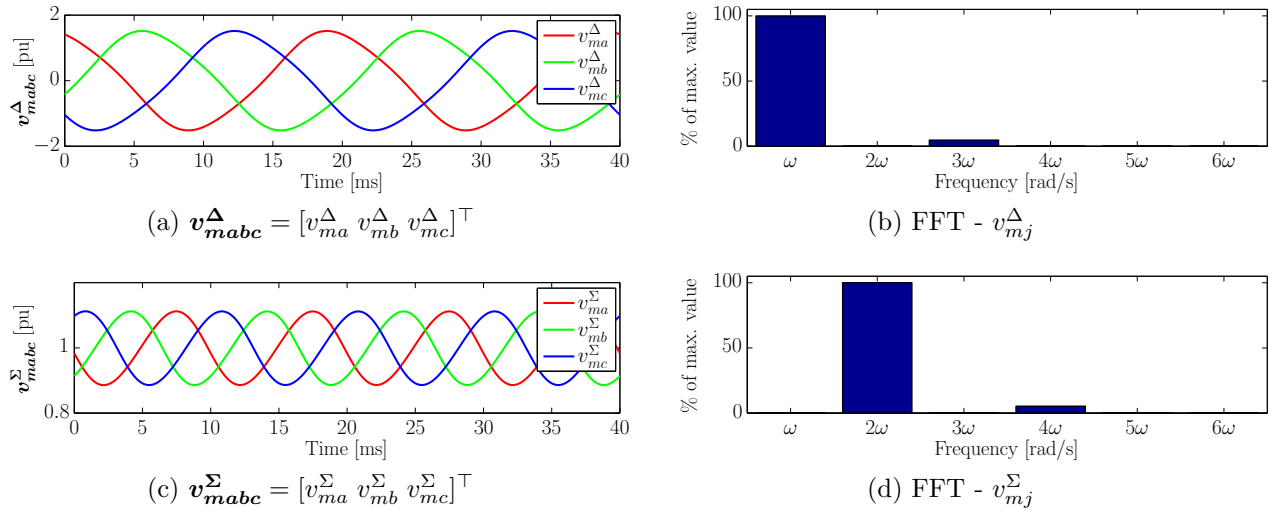 2
0
−2
0 5 10 15 20 25 30 35 40
Time [ms]
v^Δ_mabc [pu]
v^Δ_ma
v^Δ_mb
v^Δ_mc
(a) v^Δ_mabc = [v^Δ_ma v^Δ_mb v^Δ_mc]^⊤
100
50
0
ω 2ω 3ω 4ω 5ω 6ω
Frequency [rad/s]
% of max. value
(b) FFT - v^Δ_mj
1
0.8
0 5 10 15 20 25 30 35 40
Time [ms]
v^Σ_mabc [pu]
v^Σ_ma
v^Σ_mb
v^Σ_mc
(c) v^Σ_mabc = [v^Σ_ma v^Σ_mb v^Σ_mc]^⊤
100
50
0
ω 2ω 3ω 4ω 5ω 6ω
Frequency [rad/s]
% of max. value
(d) FFT - v^Σ_mj